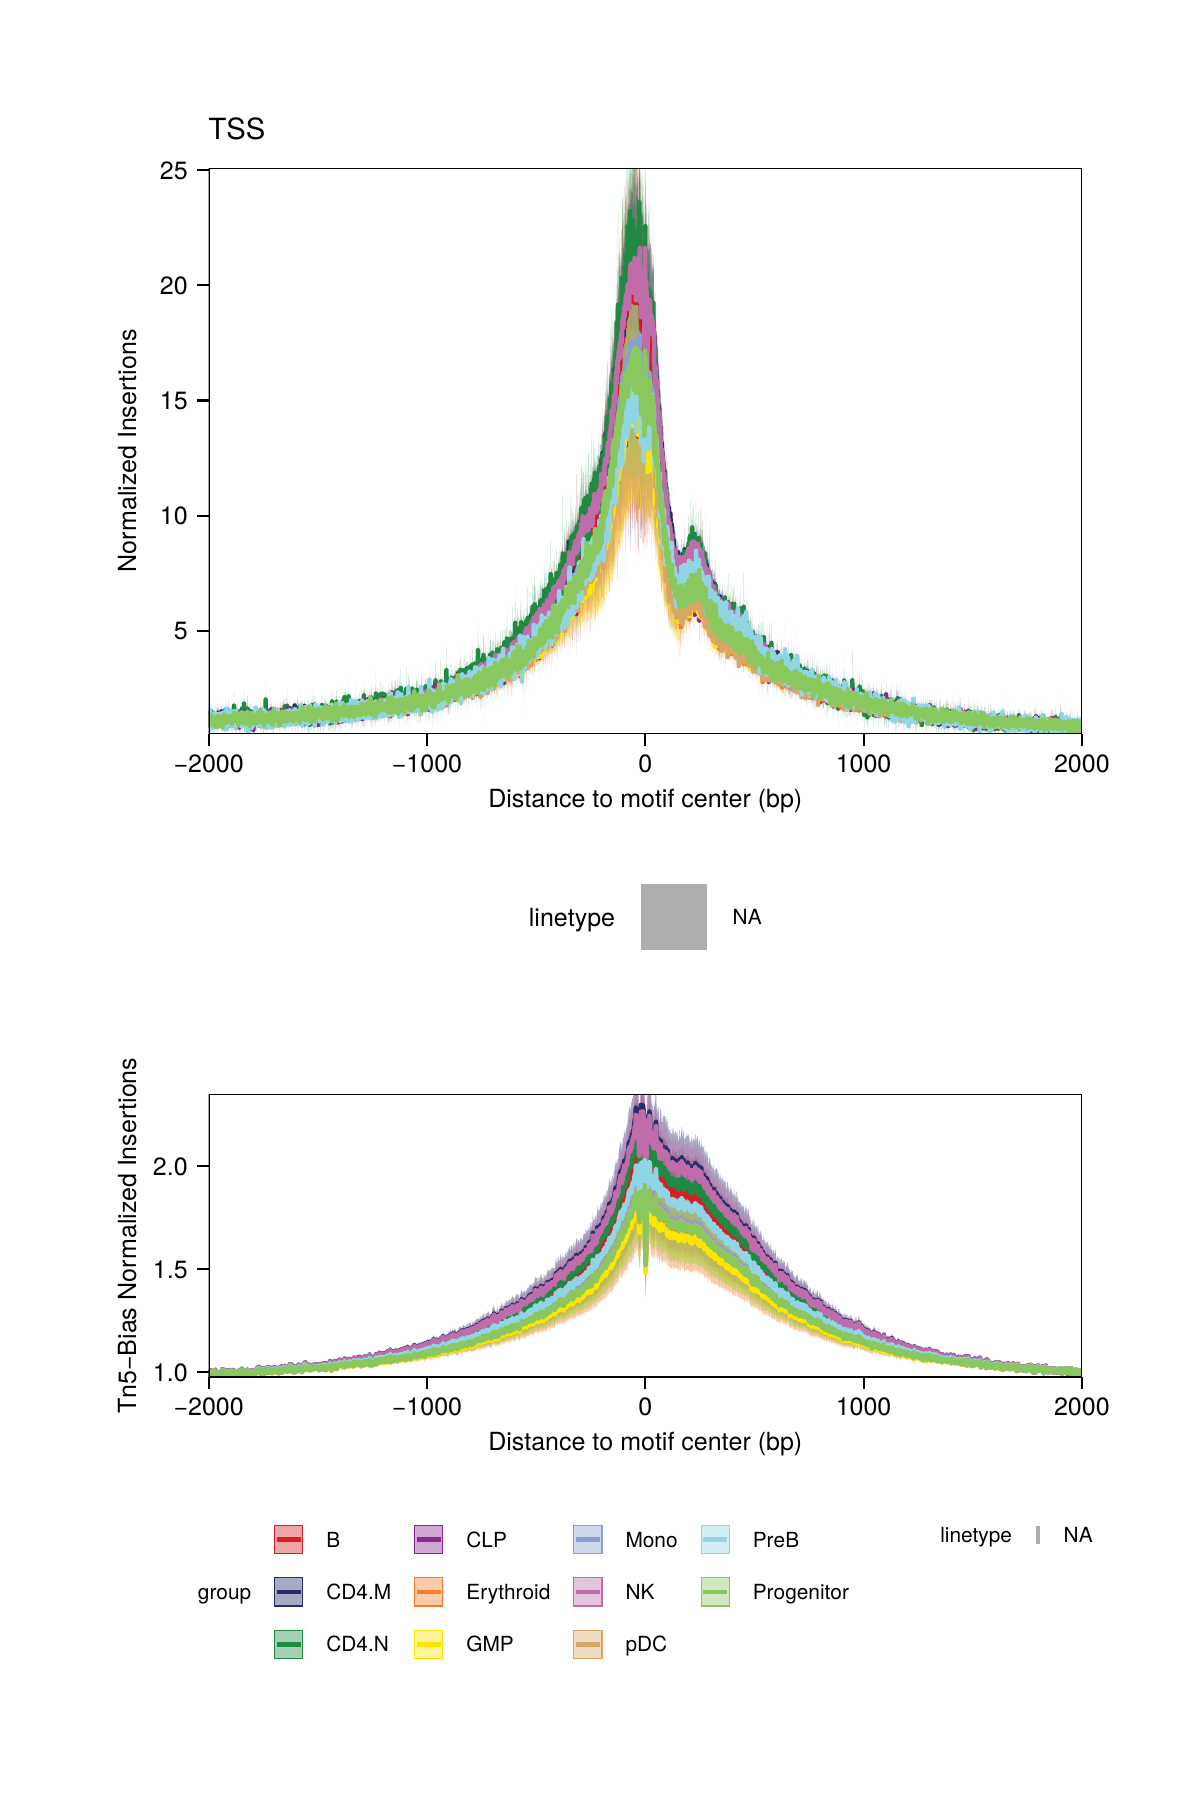 TSS
25
20
15
10
5
Normalized Insertions
−2000 −1000 0 1000 2000
Distance to motif center (bp)
linetype NA
2.0
1.5
1.0
Tn5−Bias Normalized Insertions
−2000 −1000 0 1000 2000
Distance to motif center (bp)
group
B CLP Mono PreB
CD4.M Erythroid NK Progenitor
CD4.N GMP pDC
linetype NA